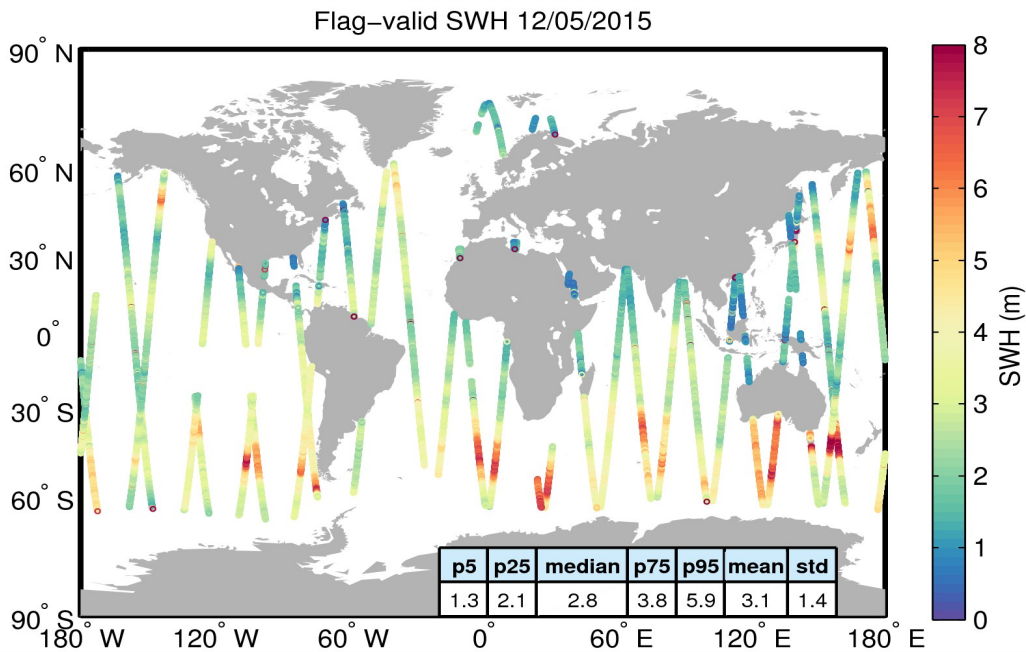 Flag−valid SWH 12/05/2015
90° N
60° N
30° N
0°
30° S
60° S
90° S
180° W
120° W
60° W
0°
60° E
120° E
180° E
p5 p25 median p75 p95 mean std
1.3 2.1 2.8 3.8 5.9 3.1 1.4
8
7
6
5
4
3
2
1
0
SWH (m)